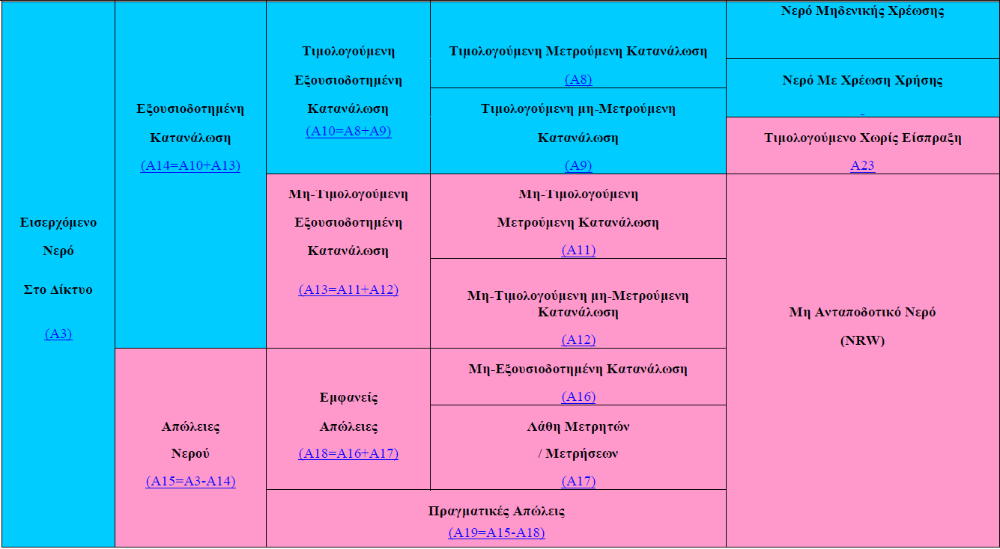 Εισερχόμενο
Νερό
Στο Δίκτυο
(A3)
Εξουσιοδοτημένη
Κατανάλωση
(A14=A10+A13)
Τιμολογούμενη
Εξουσιοδοτημένη
Κατανάλωση
(A10=A8+A9)
Τιμολογούμενη Μετρούμενη Κατανάλωση
(A8)
Τιμολογούμενη μη-Μετρούμενη
Κατανάλωση
(A9)
Νερό Μηδενικής Χρέωσης
Νερό Με Χρέωση Χρήσης
Τιμολογούμενο Χωρίς Είσπραξη
A23
Μη-Τιμολογούμενη
Εξουσιοδοτημένη
Κατανάλωση
(A13=A11+A12)
Μη-Τιμολογούμενη
Μετρούμενη Κατανάλωση
(A11)
Μη-Τιμολογούμενη μη-Μετρούμενη
Κατανάλωση
(A12)
Μη Ανταποδοτικό Νερό
(NRW)
Απώλειες
Νερού
(A15=A3-A14)
Εμφανείς
Απώλειες
(A18=A16+A17)
Μη-Εξουσιοδοτημένη Κατανάλωση
(A16)
Λάθη Μετρητών
/ Μετρήσεων
(A17)
Πραγματικές Απώλεις
(A19=A15-A18)